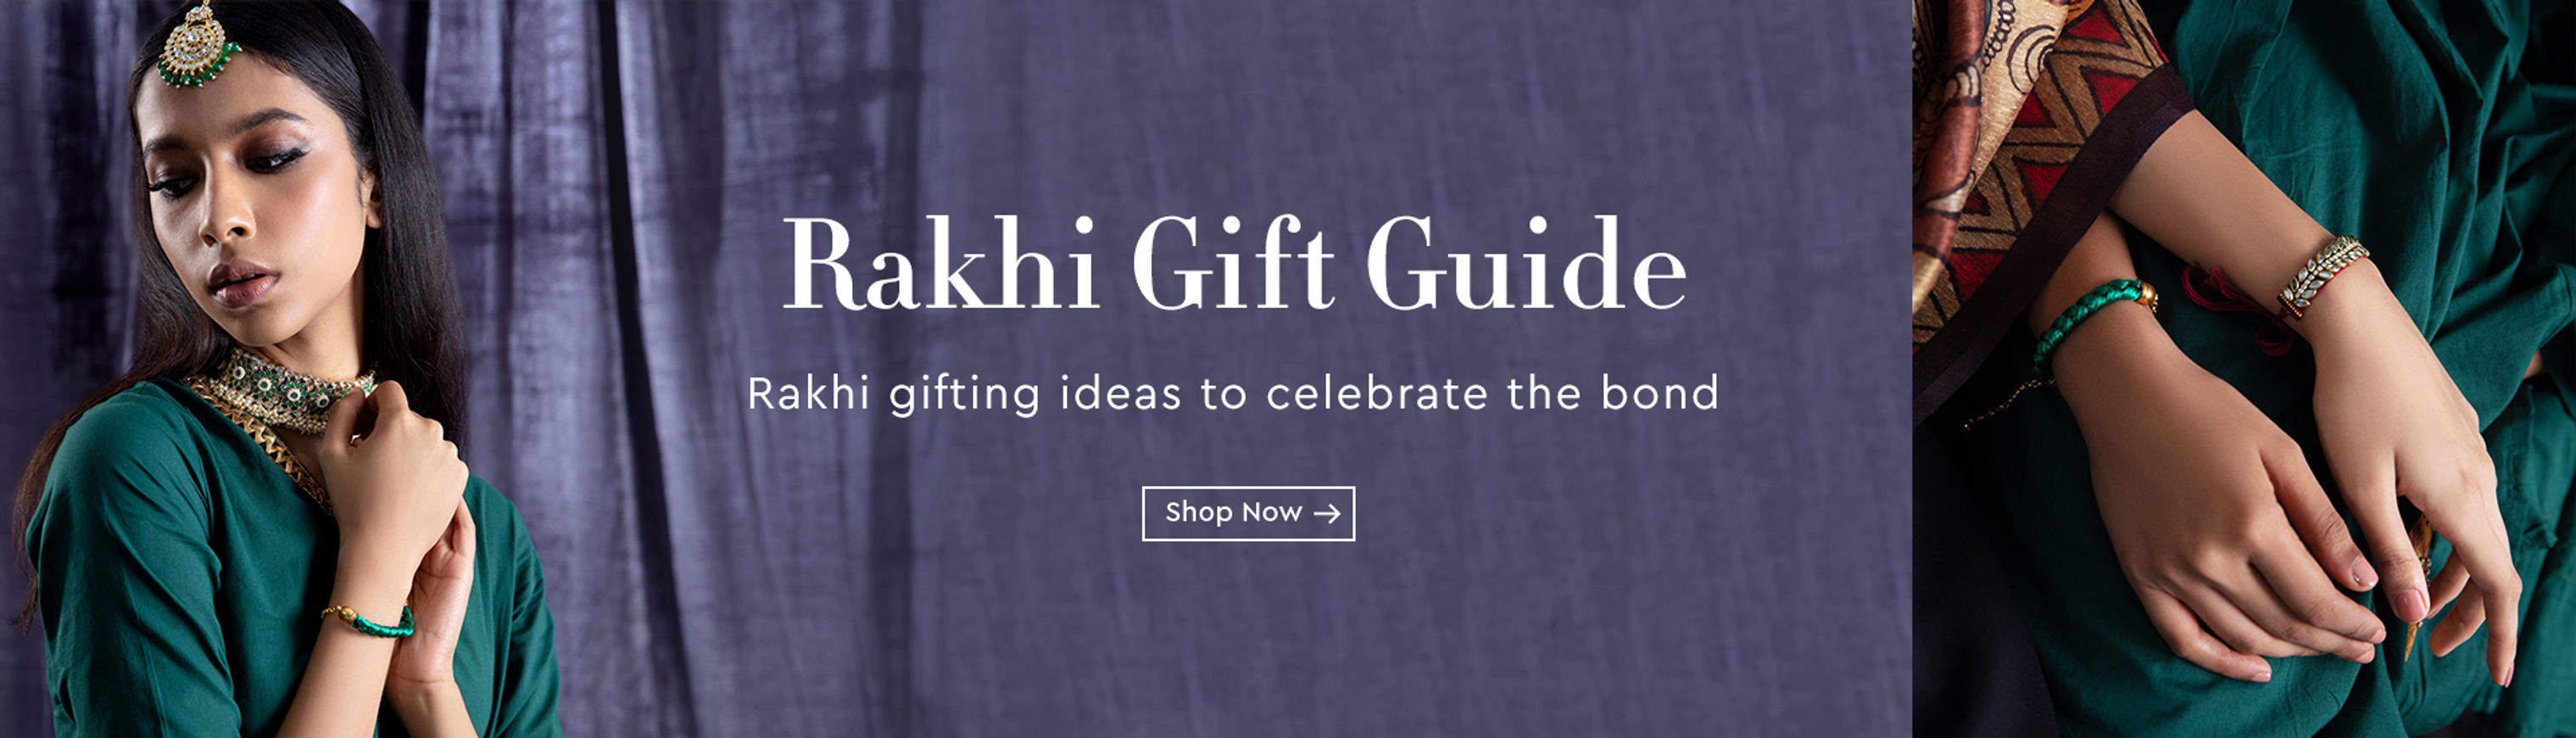 Rakhi Gift Guide
Rakhi gifting ideas to celebrate the bond
Shop Now →